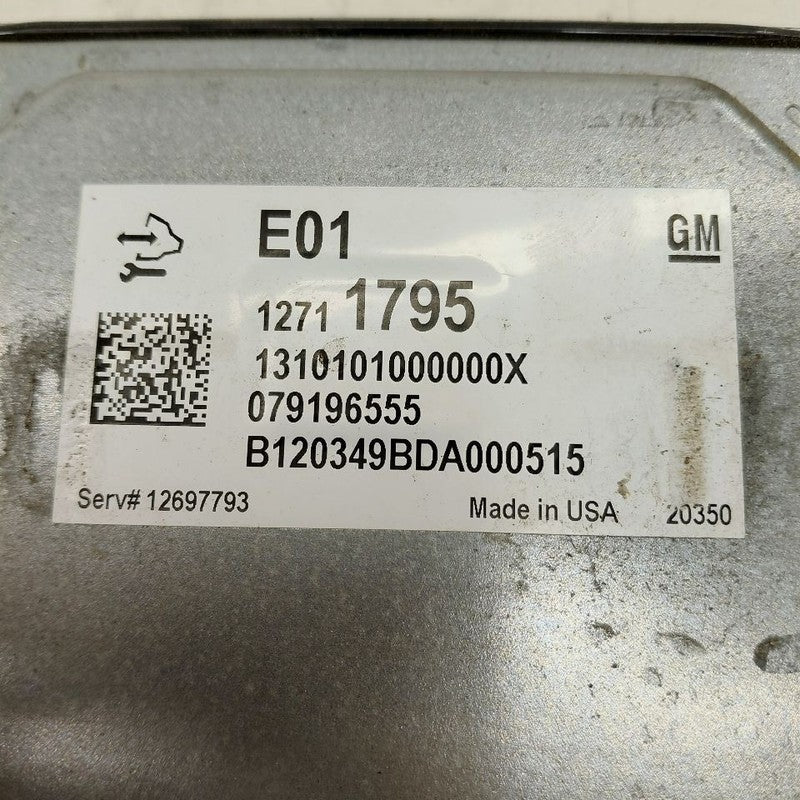 E01
GM
1271 1795
1310101000000X
079196555
B120349BDA000515
Serv# 12697793
Made in USA
20350